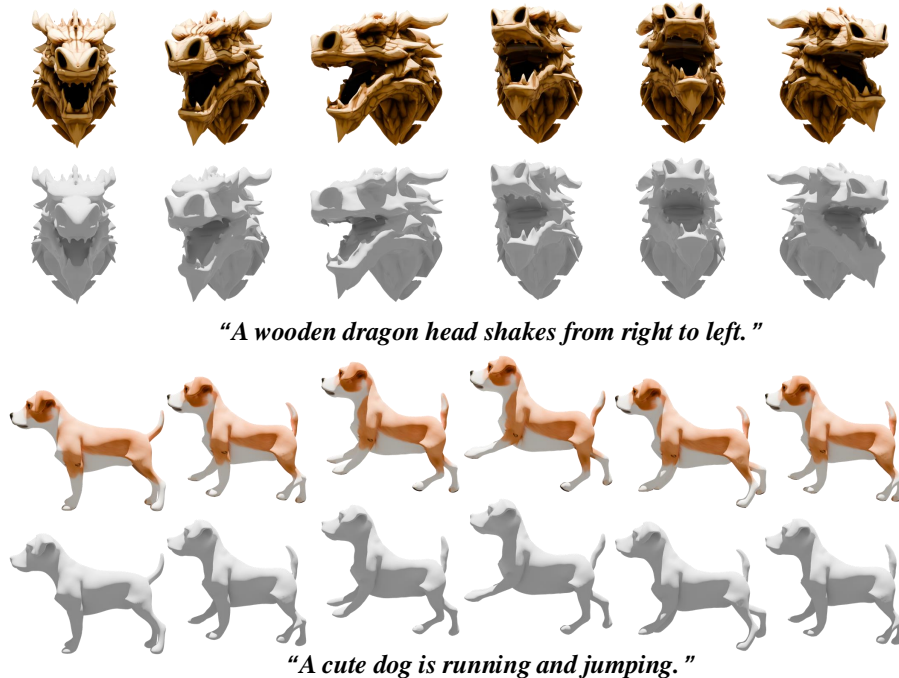 “A wooden dragon head shakes from right to left.”
“A cute dog is running and jumping.”